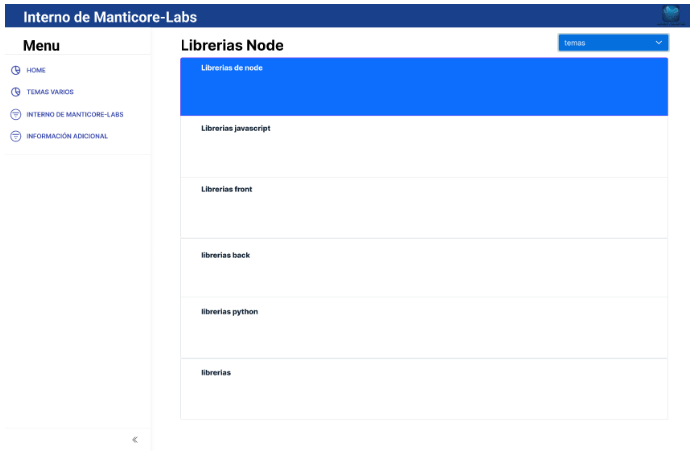 Interno de Manticore-Labs
Menu
HOME
TEMAS VARIOS
INTERNO DE MANTICORE-LABS
INFORMACIÓN ADICIONAL
Librerias Node
temas
Librerias de node
Librerias javascript
Librerias front
librerias back
librerias python
librerias